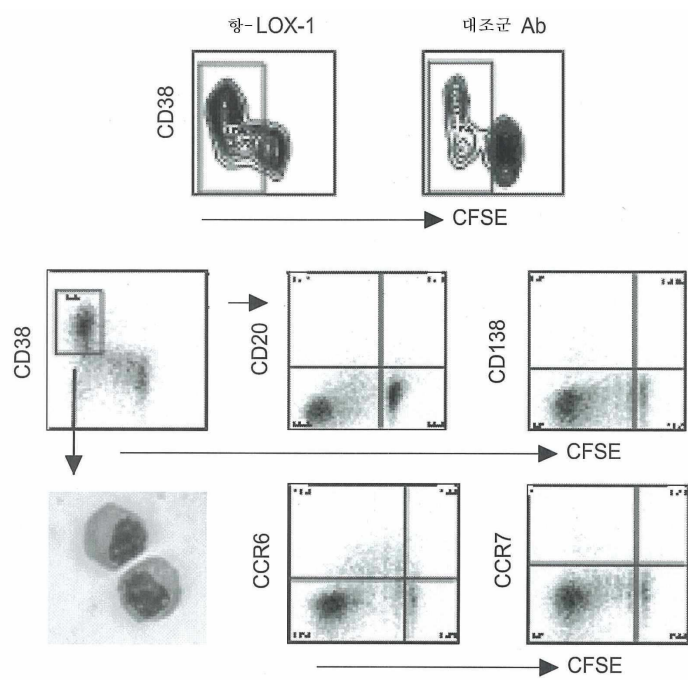 항-LOX-1 대조군 Ab
CD38
CFSE
CD38
CD20
CD138
CFSE
CCR6
CCR7
CFSE